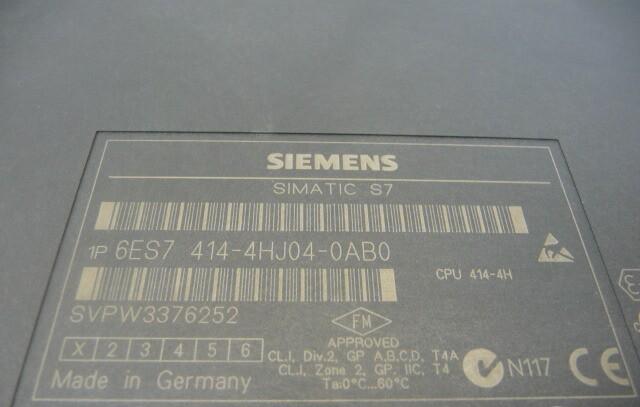 SIEMENS
SIMATIC S7
1P 6ES7 414-4HJ04-0AB0
CPU 414-4H
SVPW3376252
FM
APPROVED
X 2 3 4 5 6
CL.I, Div.2, GP A,B,C,D, T4A
CL.I, Zone 2, GP. IIC, T4
Ta:0°C...60°C
N117
CE
Made in Germany